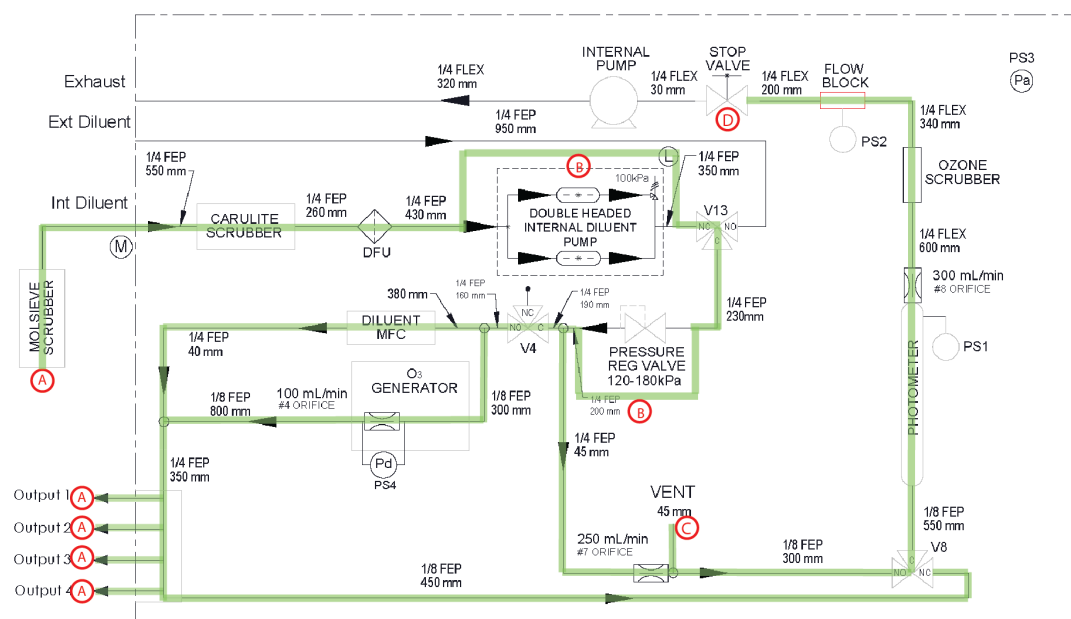 INTERNAL
PUMP
STOP
VALVE
FLOW
BLOCK
PS3
Pa
Exhaust
1/4 FLEX
320 mm
1/4 FLEX
30 mm
1/4 FLEX
200 mm
D
PS2
1/4 FLEX
340 mm
Ext Diluent
1/4 FEP
950 mm
1/4 FEP
550 mm
B
L
1/4 FEP
350 mm
OZONE
SCRUBBER
100kPa
Int Diluent
M
CARULITE
SCRUBBER
1/4 FEP
260 mm
DFU
1/4 FEP
430 mm
DOUBLE HEADED
INTERNAL DILUENT
PUMP
V13
NC
NO
C
1/4 FLEX
600 mm
300 mL/min
#8 ORIFICE
MOLSIEVE
SCRUBBER
A
380 mm
1/4 FEP
160 mm
NC
NO
C
V4
1/4 FEP
190 mm
1/4 FEP
230mm
DILUENT
MFC
1/4 FEP
40 mm
PRESSURE
REG VALVE
120-180kPa
PS1
PHOTOMETER
O3
GENERATOR
1/8 FEP
800 mm
100 mL/min
#4 ORIFICE
1/8 FEP
300 mm
1/4 FEP
200 mm
B
Pd
PS4
1/4 FEP
45 mm
1/4 FEP
350 mm
Output 1 A
Output 2 A
Output 3 A
Output 4 A
VENT
45 mm
C
250 mL/min
#7 ORIFICE
1/8 FEP
300 mm
1/8 FEP
550 mm
V8
C
NO
NC
1/8 FEP
450 mm